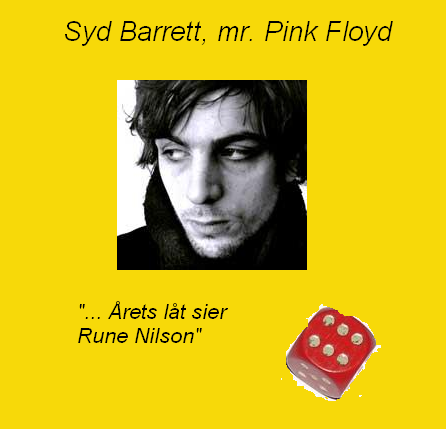 Syd Barrett, mr. Pink Floyd
"... Årets låt sier
Rune Nilson"